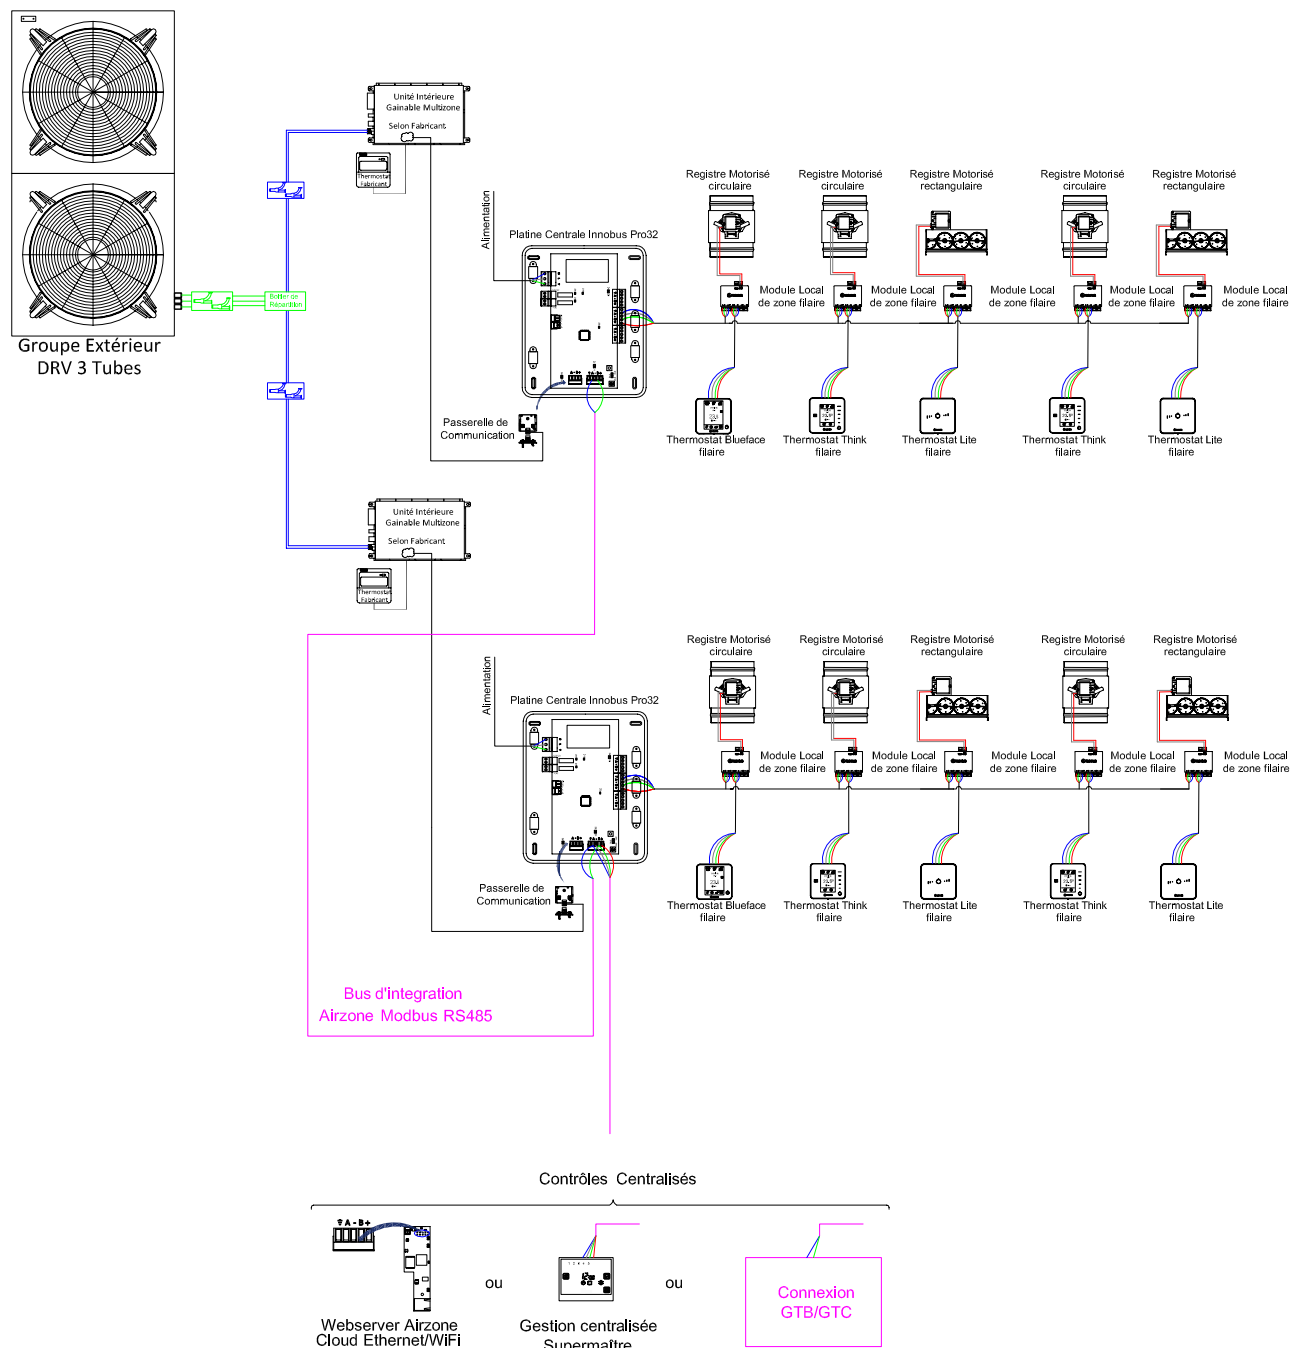 Unité Intérieure
Gainable Multizone
Selon Fabricant
Thermostat
Fabricant
Groupe Extérieur
DRV 3 Tubes
Boîtier de
Répartition
Alimentation
Platine Centrale Innobus Pro32
Passerelle de
Communication
Registre Motorisé
circulaire
Registre Motorisé
circulaire
Registre Motorisé
rectangulaire
Registre Motorisé
circulaire
Registre Motorisé
rectangulaire
Module Local
de zone filaire
Module Local
de zone filaire
Module Local
de zone filaire
Module Local
de zone filaire
Module Local
de zone filaire
Thermostat Blueface
filaire
Thermostat Think
filaire
Thermostat Lite
filaire
Thermostat Think
filaire
Thermostat Lite
filaire
Unité Intérieure
Gainable Multizone
Selon Fabricant
Thermostat
Fabricant
Alimentation
Platine Centrale Innobus Pro32
Passerelle de
Communication
Registre Motorisé
circulaire
Registre Motorisé
circulaire
Registre Motorisé
rectangulaire
Registre Motorisé
circulaire
Registre Motorisé
rectangulaire
Module Local
de zone filaire
Module Local
de zone filaire
Module Local
de zone filaire
Module Local
de zone filaire
Module Local
de zone filaire
Thermostat Blueface
filaire
Thermostat Think
filaire
Thermostat Lite
filaire
Thermostat Think
filaire
Thermostat Lite
filaire
Bus d'integration
Airzone Modbus RS485
Contrôles Centralisés
A - B +
ou
ou
Webserver Airzone
Cloud Ethernet/WiFi
Gestion centralisée
Supermaître
Connexion
GTB/GTC